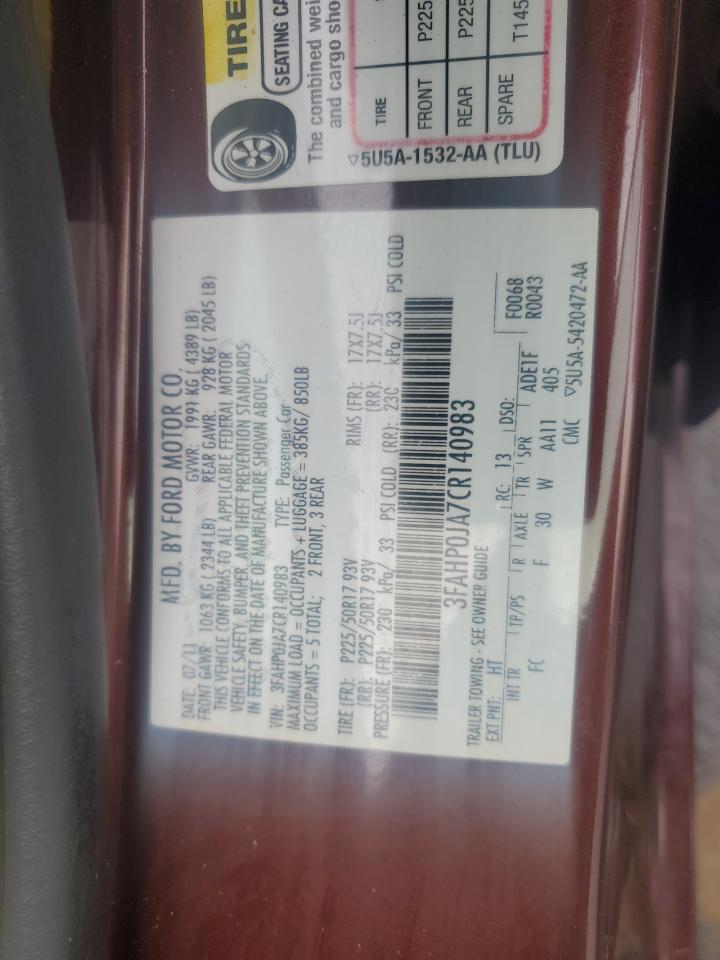 MFD. BY FORD MOTOR CO.
DATE: 07/11 GVWR: 1991 KG ( 4389 LB)
FRONT GAWR: 1063 KG ( 2344 LB) REAR GAWR: 928 KG ( 2045 LB)
THIS VEHICLE CONFORMS TO ALL APPLICABLE FEDERAL MOTOR
VEHICLE SAFETY, BUMPER, AND THEFT PREVENTION STANDARDS
IN EFFECT ON THE DATE OF MANUFACTURE SHOWN ABOVE.
VIN: 3FAHP0JA7CR140983 TYPE: Passenger Car
MAXIMUM LOAD = OCCUPANTS + LUGGAGE = 385KG/ 850LB
OCCUPANTS = 5 TOTAL; 2 FRONT, 3 REAR
TIRE (FR): P225/50R17 93V RIMS (FR): 17X7.5J
(RR): P225/50R17 93V (RR): 17X7.5J
PRESSURE (FR): 230 kPa/ 33 PSI COLD (RR): 230 kPa/ 33 PSI COLD
3FAHP0JA7CR140983
TRAILER TOWING - SEE OWNER GUIDE
EXT PNT: HT RC: 13 DSO: F0068
R0043
INT TR TP/PS R AXLE TR SPR ADE1F
FC F 30 W AA11 405
CMC ▽5U5A-5420472-AA
TIRE
SEATING CA
The combined wei
and cargo sho
TIRE
FRONT P225
REAR P225
SPARE T145
▽5U5A-1532-AA (TLU)